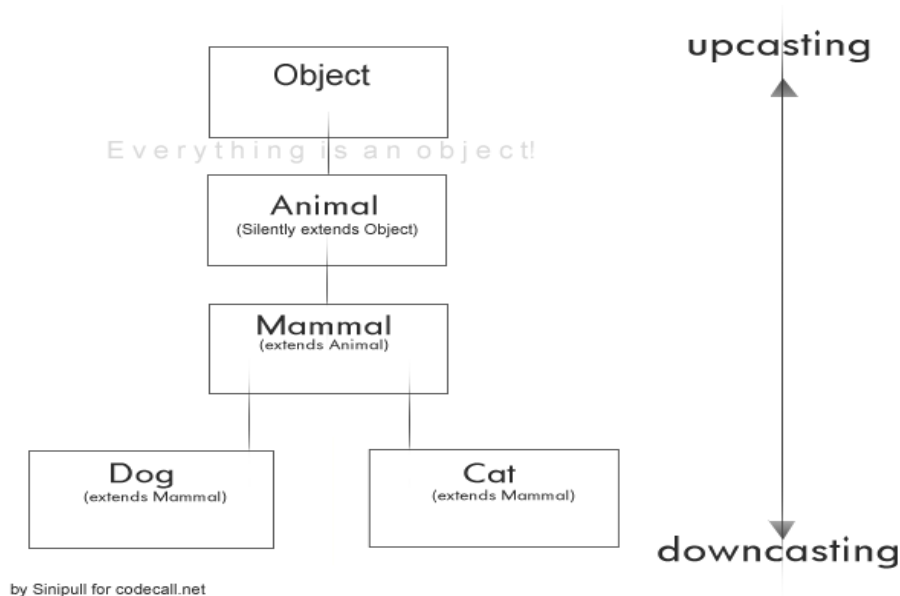 upcasting
Object
Everything is an object!
Animal
(Silently extends Object)
Mammal
(extends Animal)
Dog
(extends Mammal)
Cat
(extends Mammal)
downcasting
by Sinipull for codecall.net